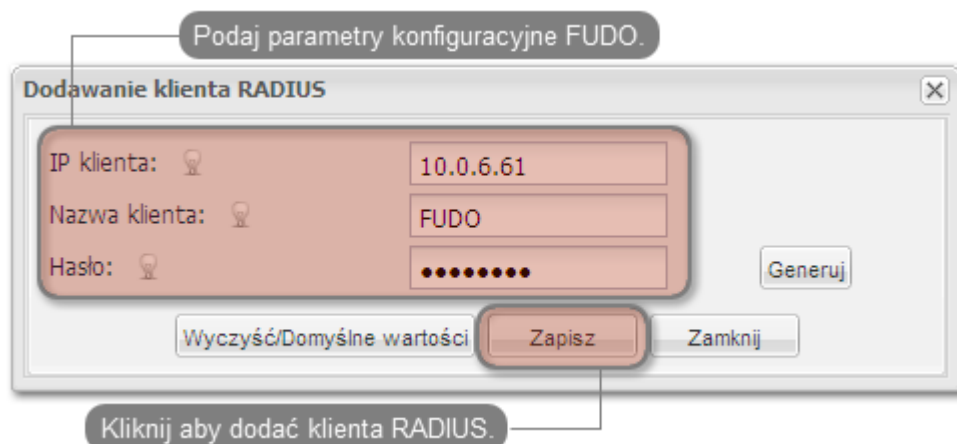 Podaj parametry konfiguracyjne FUDO.
Dodawanie klienta RADIUS
IP klienta: 10.0.6.61
Nazwa klienta: FUDO
Hasło: ●●●●●●●●
Generuj
Wyczyść/Domyślne wartości Zapisz Zamknij
Kliknij aby dodać klienta RADIUS.